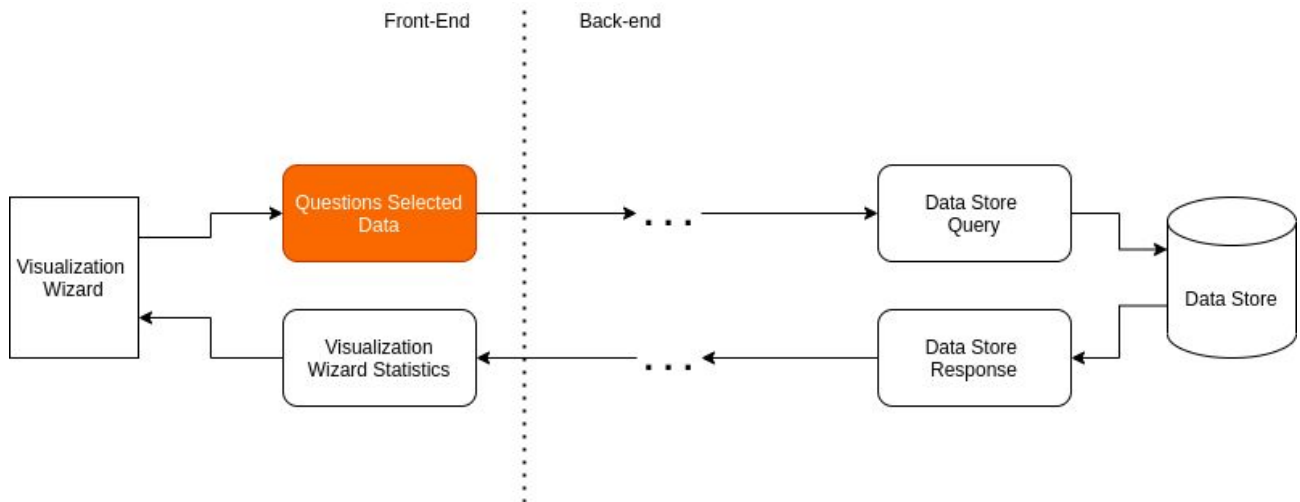 Front-End
Back-end
Questions Selected
Data
. . .
Data Store
Query
Visualization
Wizard
Data Store
Visualization
Wizard Statistics
. . .
Data Store
Response